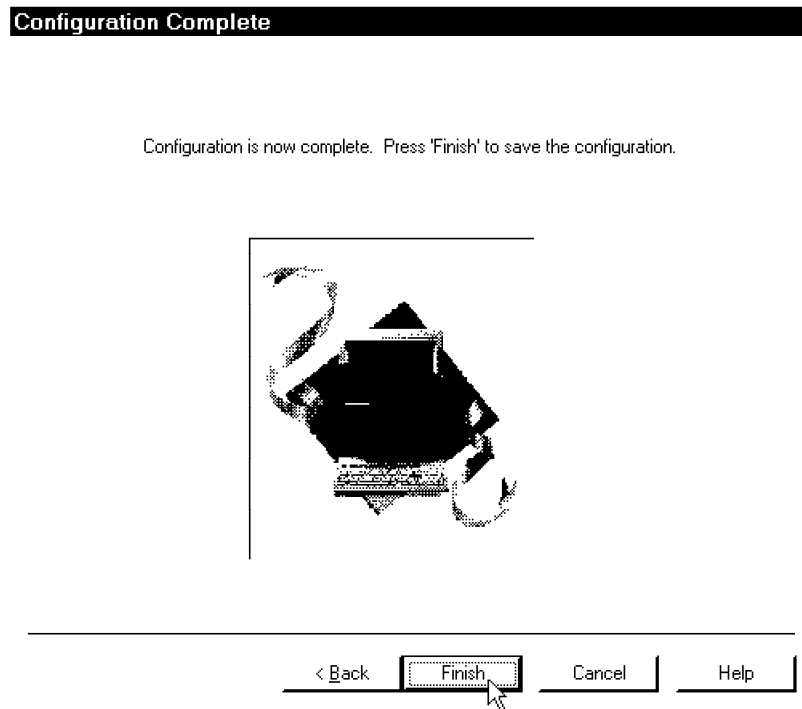 Configuration Complete
Configuration is now complete.  Press 'Finish' to save the configuration.
< Back Finish Cancel Help